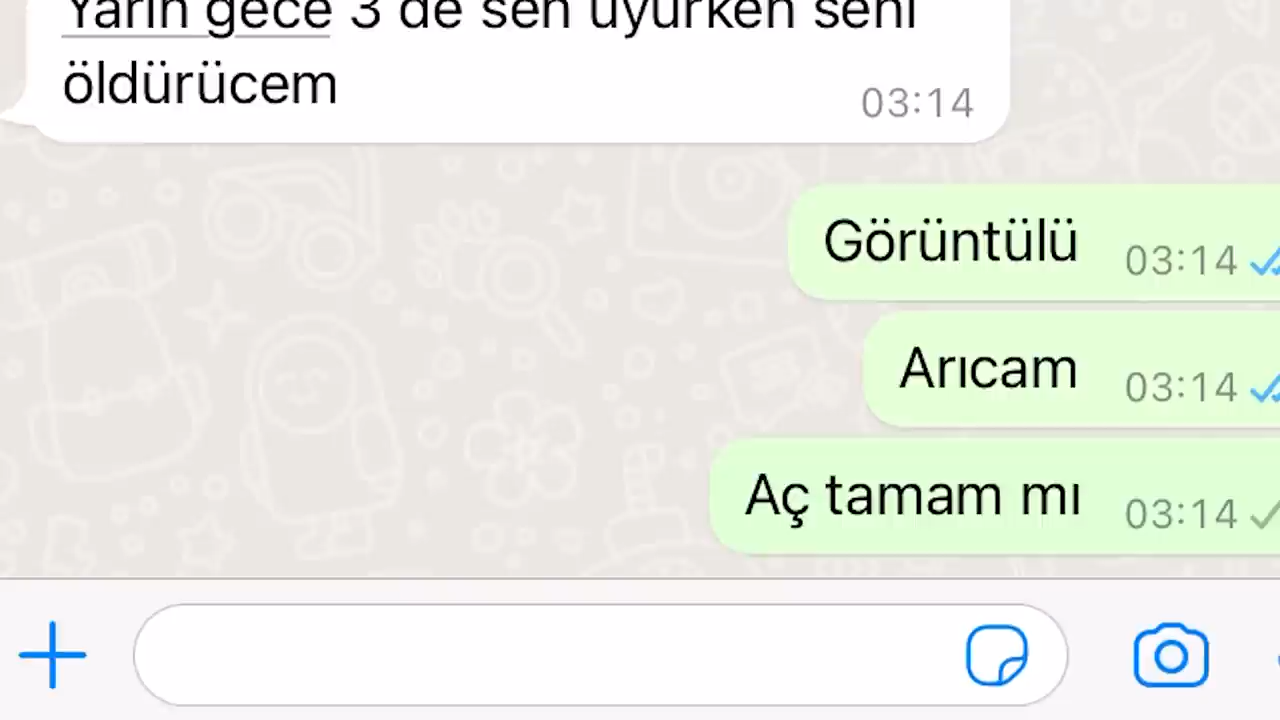 Yarın gece 3 de sen uyurken seni
öldürücem
03:14
Görüntülü 03:14
Arıcam 03:14
Aç tamam mı 03:14